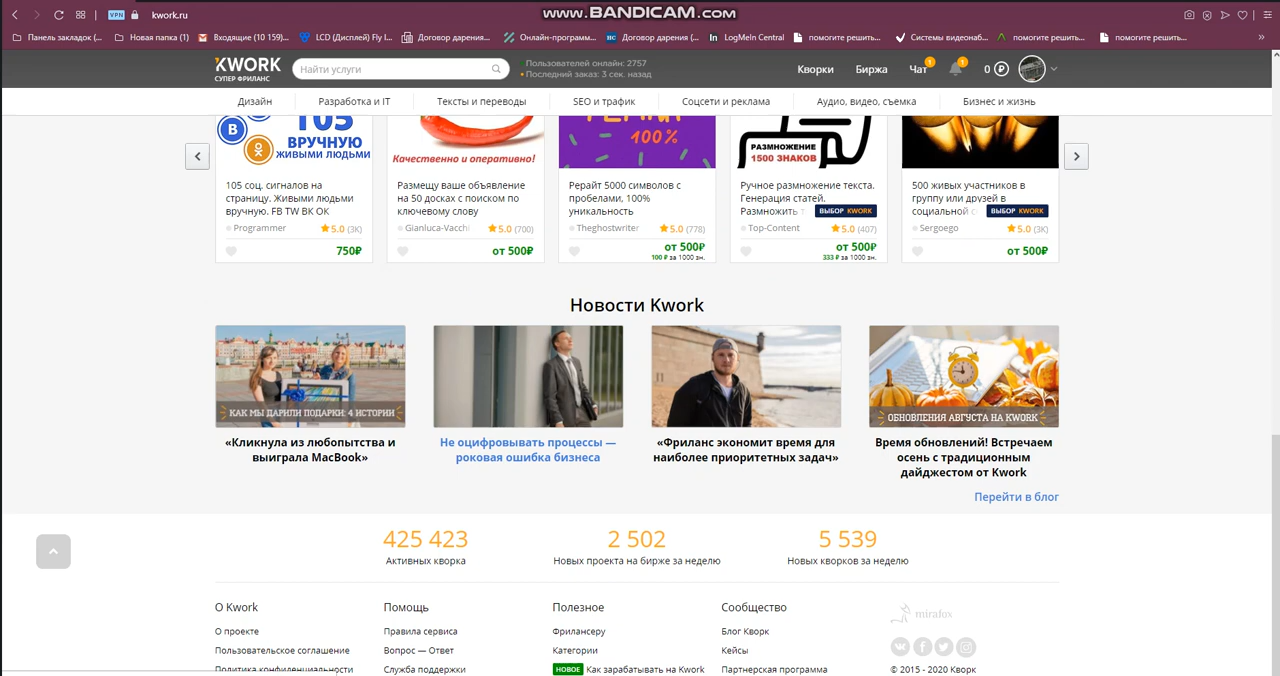 www.BANDICAM.com
VPN
kwork.ru
Панель закладок (...
Новая папка (1)
Входящие (10 159)...
LCD (Дисплей) Fly I...
Договор дарения...
Онлайн-программ...
HC
Договор дарения (...
in
LogMeIn Central
помогите решить...
Системы видеонаб...
помогите решить...
помогите решить...
»
KWORK
СУПЕР ФРИЛАНС
Найти услуги
Пользователей онлайн: 2757
Последний заказ: 3 сек. назад
Кворки
Биржа
Чат
1
1
0 ₽
Дизайн
Разработка и IT
Тексты и переводы
SEO и трафик
Соцсети и реклама
Аудио, видео, съемка
Бизнес и жизнь
B
105
ВРУЧНУЮ
ЖИВЫМИ ЛЮДЬМИ
105 соц. сигналов на
страницу. Живыми людьми
вручную. FB TW ВК ОК
Programmer
5.0 (3K)
750₽
Качественно и оперативно!
Размещу ваше объявление
на 50 досках с поиском по
ключевому слову
Gianluca-Vacchi
5.0 (700)
от 500₽
100%
Рерайт 5000 символов с
пробелами, 100%
уникальность
Theghostwriter
5.0 (778)
от 500₽
100 ₽ за 1000 зн.
РАЗМНОЖЕНИЕ
1500 ЗНАКОВ
Ручное размножение текста.
Генерация статей.
Размножить
ВЫБОР KWORK
Top-Content
5.0 (407)
от 500₽
333 ₽ за 1000 зн.
500 живых участников в
группу или друзей в
социальной
ВЫБОР KWORK
Sergoego
5.0 (3K)
от 500₽
Новости Kwork
КАК МЫ ДАРИЛИ ПОДАРКИ: 4 ИСТОРИИ
«Кликнула из любопытства и
выиграла MacBook»
Не оцифровывать процессы —
роковая ошибка бизнеса
«Фриланс экономит время для
наиболее приоритетных задач»
ОБНОВЛЕНИЯ АВГУСТА НА KWORK
Время обновлений! Встречаем
осень с традиционным
дайджестом от Kwork
Перейти в блог
425 423
Активных кворка
2 502
Новых проекта на бирже за неделю
5 539
Новых кворков за неделю
О Kwork
О проекте
Пользовательское соглашение
Политика конфиденциальности
Помощь
Правила сервиса
Вопрос — Ответ
Служба поддержки
Полезное
Фрилансеру
Категории
НОВОЕ Как зарабатывать на Kwork
Сообщество
Блог Кворк
Кейсы
Партнерская программа
mirafox
© 2015 - 2020 Кворк